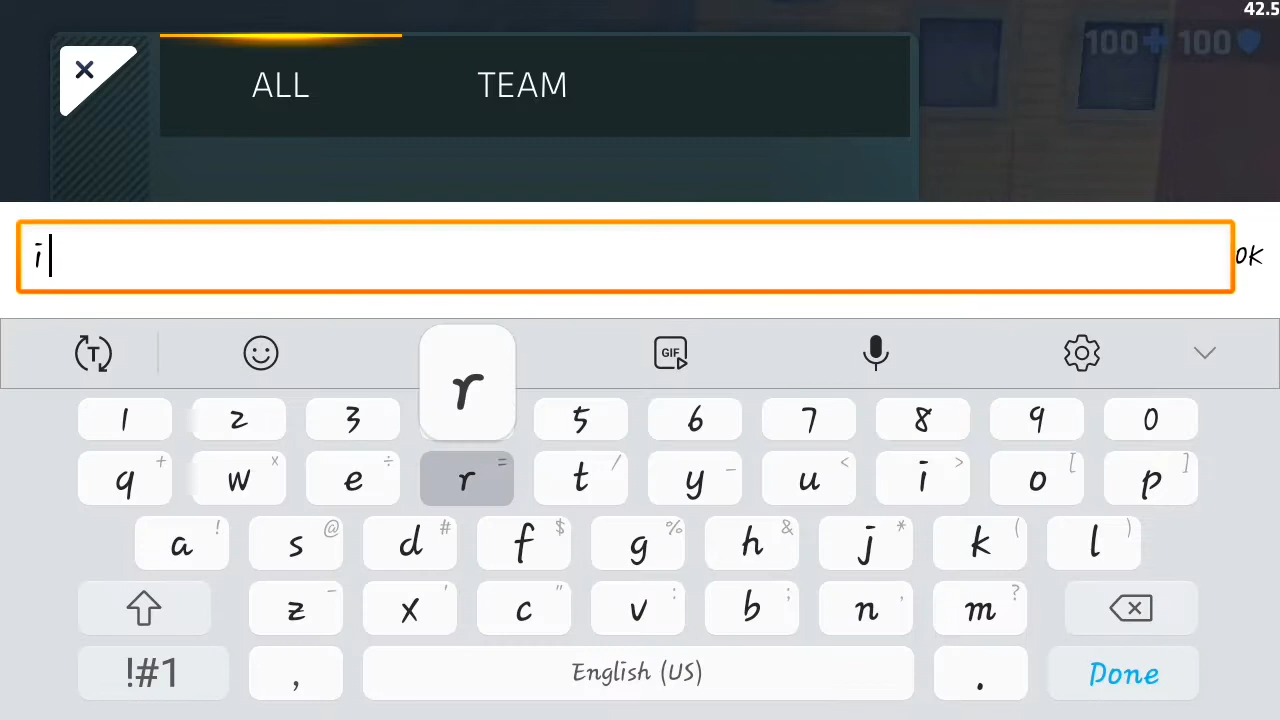 42.5
100 100
ALL TEAM
i
OK
T GIF
r
1 2 3 5 6 7 8 9 0
q + w × e ÷ r = t / y _ u < i > o [ p ]
a ! s @ d # f $ g % h & j * k ( l )
z - x ' c " v : b ; n , m ?
!#1 , English (US) . Done